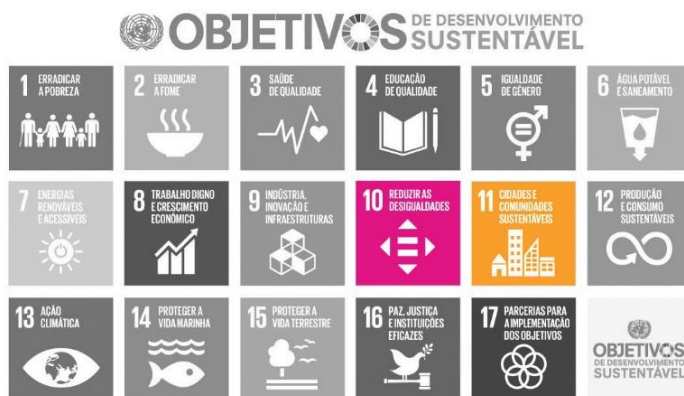 OBJETIVOS DE DESENVOLVIMENTO
SUSTENTÁVEL
1 ERRADICAR
A POBREZA
2 ERRADICAR
A FOME
3 SAÚDE
DE QUALIDADE
4 EDUCAÇÃO
DE QUALIDADE
5 IGUALDADE
DE GÉNERO
6 ÁGUA POTÁVEL
E SANEAMENTO
7 ENERGIAS
RENOVÁVEIS
E ACESSÍVEIS
8 TRABALHO DIGNO
E CRESCIMENTO
ECONÓMICO
9 INDÚSTRIA,
INOVAÇÃO E
INFRAESTRUTURAS
10 REDUZIR AS
DESIGUALDADES
11 CIDADES E
COMUNIDADES
SUSTENTÁVEIS
12 PRODUÇÃO
E CONSUMO
SUSTENTÁVEIS
13 AÇÃO
CLIMÁTICA
14 PROTEGER A
VIDA MARINHA
15 PROTEGER A
VIDA TERRESTRE
16 PAZ, JUSTIÇA
E INSTITUIÇÕES
EFICAZES
17 PARCERIAS PARA
A IMPLEMENTAÇÃO
DOS OBJETIVOS
OBJETIVOS
DE DESENVOLVIMENTO
SUSTENTÁVEL